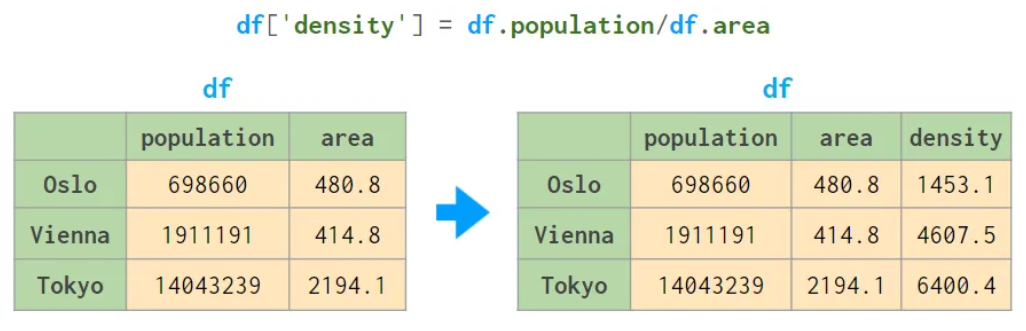 df['density'] = df.population/df.area
df
population area
Oslo 698660 480.8
Vienna 1911191 414.8
Tokyo 14043239 2194.1
df
population area density
Oslo 698660 480.8 1453.1
Vienna 1911191 414.8 4607.5
Tokyo 14043239 2194.1 6400.4